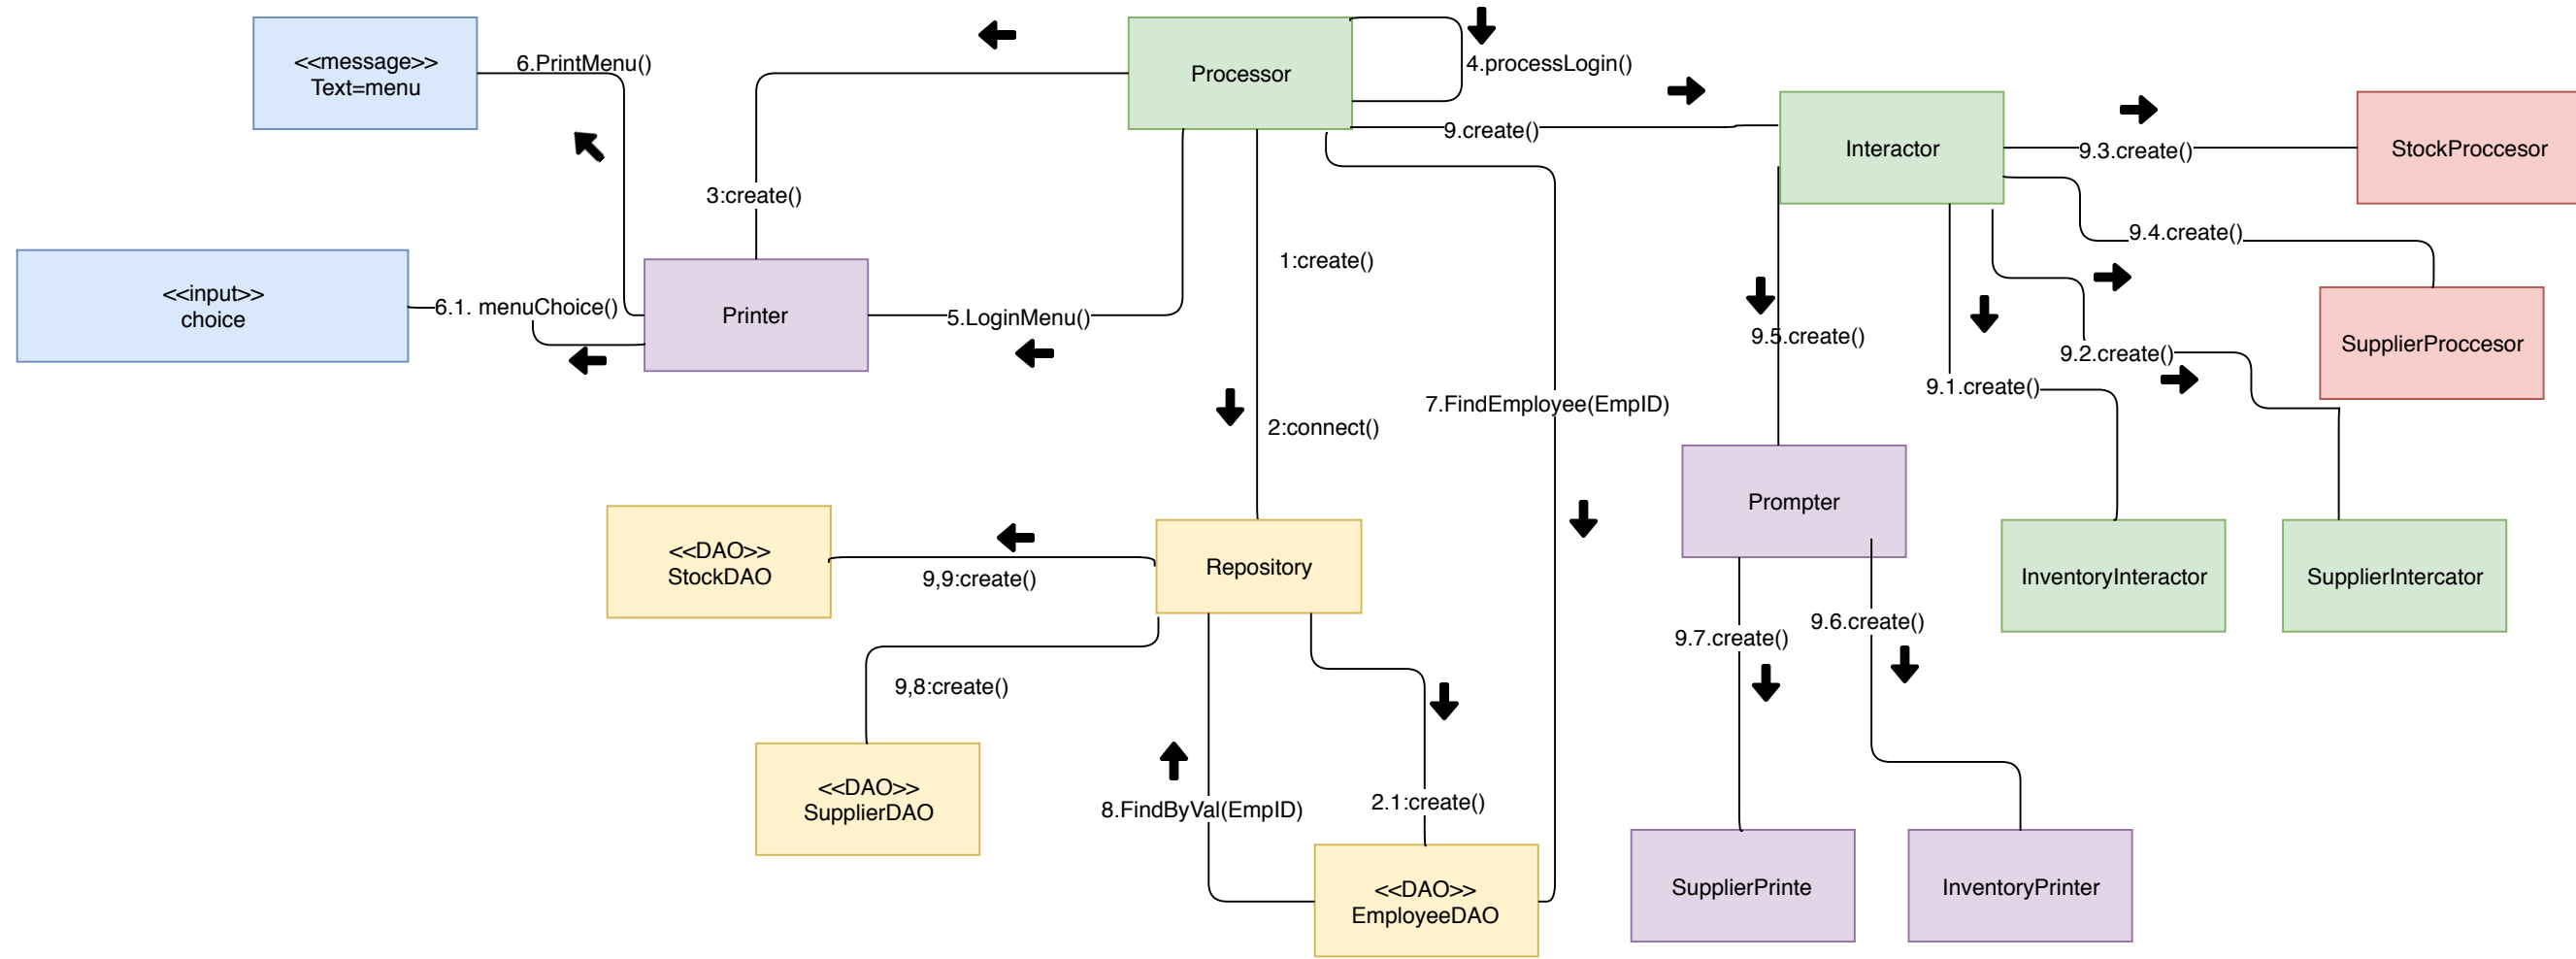 <<message>>
Text=menu
6.PrintMenu()
Processor
4.processLogin()
9.create()
Interactor
9.3.create()
StockProccesor
3:create()
9.4.create()
<<input>>
choice
6.1. menuChoice()
Printer
5.LoginMenu()
1:create()
9.5.create()
9.2.create()
SupplierProccesor
9.1.create()
7.FindEmployee(EmpID)
2:connect()
Prompter
<<DAO>>
StockDAO
9,9:create()
Repository
InventoryInteractor
SupplierIntercator
9.7.create()
9.6.create()
9,8:create()
<<DAO>>
SupplierDAO
8.FindByVal(EmpID)
2.1:create()
<<DAO>>
EmployeeDAO
SupplierPrinte
InventoryPrinter